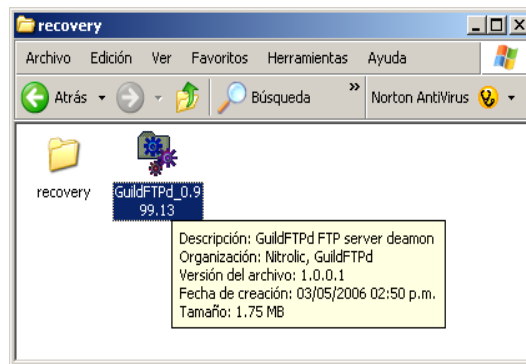 recovery
Archivo Edición Ver Favoritos Herramientas Ayuda
Atrás Búsqueda » Norton AntiVirus
recovery
GuildFTPd_0.9
99.13
Descripción: GuildFTPd FTP server deamon
Organización: Nitrolic, GuildFTPd
Versión del archivo: 1.0.0.1
Fecha de creación: 03/05/2006 02:50 p.m.
Tamaño: 1.75 MB